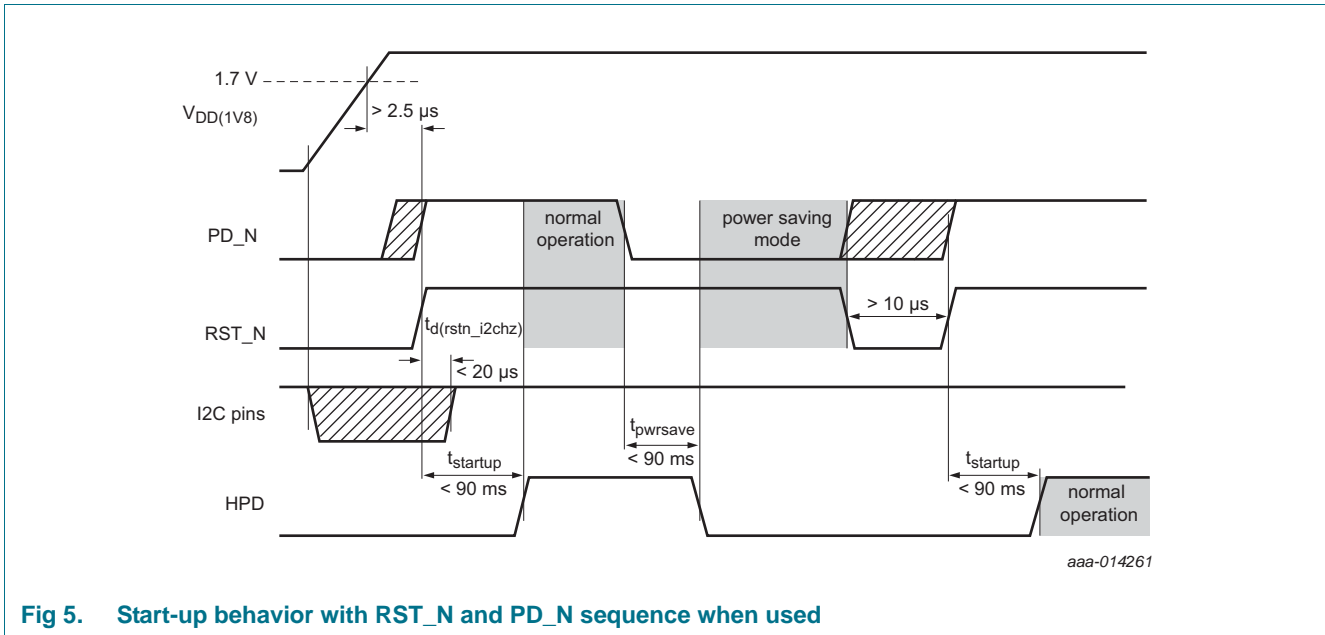 1.7 V
VDD(1V8)
> 2.5 µs
PD_N
normal
operation
power saving
mode
RST_N
td(rstn_i2chz)
< 20 µs
> 10 µs
I2C pins
tstartup
< 90 ms
tpwrsave
< 90 ms
tstartup
< 90 ms
HPD
normal
operation
aaa-014261
Fig 5. Start-up behavior with RST_N and PD_N sequence when used